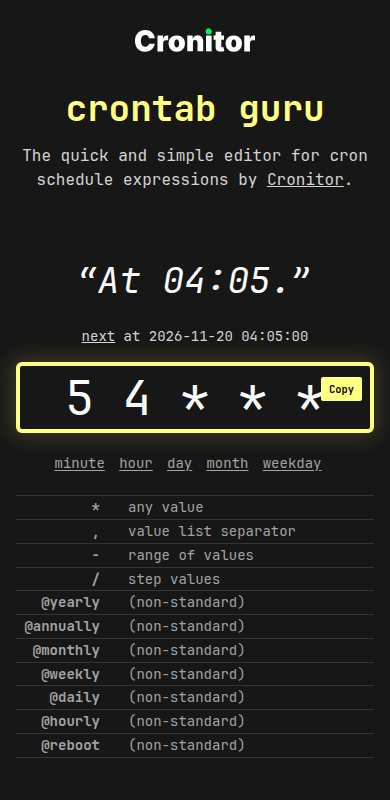 Cronitor
crontab guru
The quick and simple editor for cron
schedule expressions by Cronitor.
“At 04:05.”
next at 2026-11-20 04:05:00
5 4 * * *
Copy
minute hour day month weekday
* any value
, value list separator
- range of values
/ step values
@yearly (non-standard)
@annually (non-standard)
@monthly (non-standard)
@weekly (non-standard)
@daily (non-standard)
@hourly (non-standard)
@reboot (non-standard)